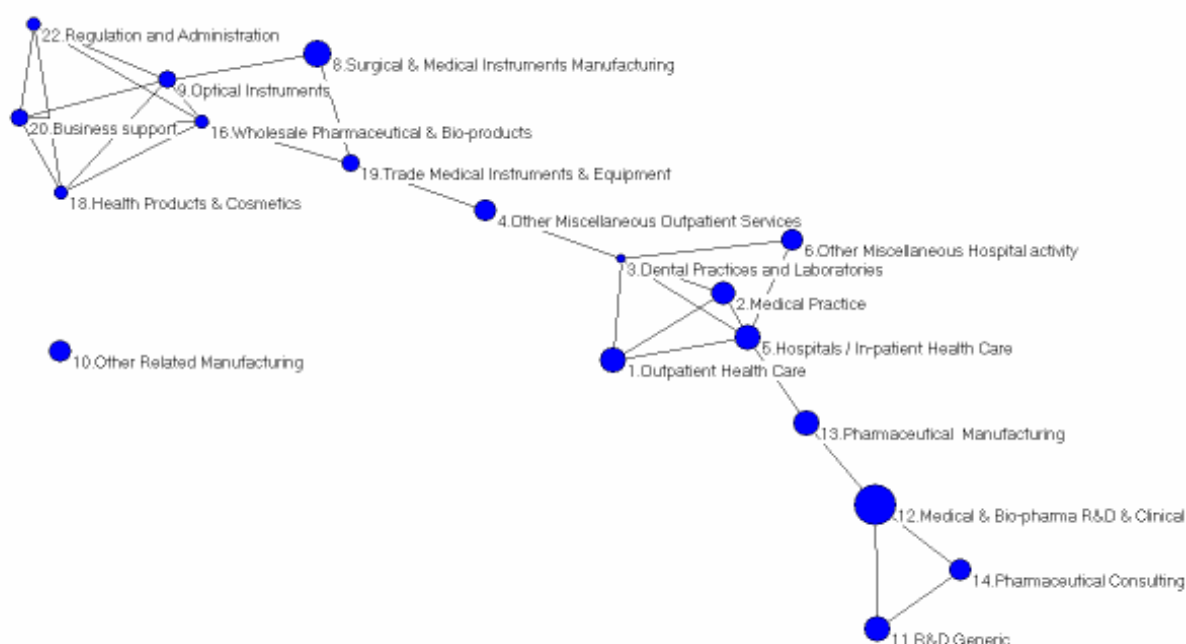 22.Regulation and Administration
8.Surgical & Medical Instruments Manufacturing
9.Optical Instruments
20.Business support
16.Wholesale Pharmaceutical & Bio-products
19.Trade Medical Instruments & Equipment
18.Health Products & Cosmetics
4.Other Miscellaneous Outpatient Services
6.Other Miscellaneous Hospital activity
3.Dental Practices and Laboratories
2.Medical Practice
5.Hospitals / In-patient Health Care
10.Other Related Manufacturing
1.Outpatient Health Care
13.Pharmaceutical Manufacturing
12.Medical & Bio-pharma R&D & Clinical
14.Pharmaceutical Consulting
11.R&D Generic